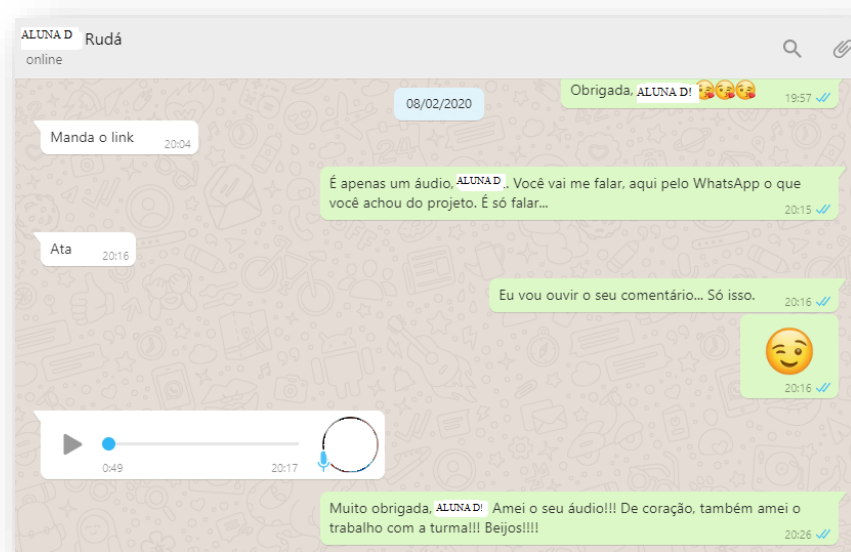 ALUNA D Rudá
online
Obrigada, ALUNA D! 😘😘😘
19:57
08/02/2020
Manda o link
20:04
É apenas um áudio, ALUNA D.. Você vai me falar, aqui pelo WhatsApp o que
você achou do projeto. É só falar...
20:15
Ata
20:16
Eu vou ouvir o seu comentário... Só isso.
20:16
😉
20:16
0:49
20:17
Muito obrigada, ALUNA D! Amei o seu áudio!!! De coração, também amei o
trabalho com a turma!!! Beijos!!!!
20:26